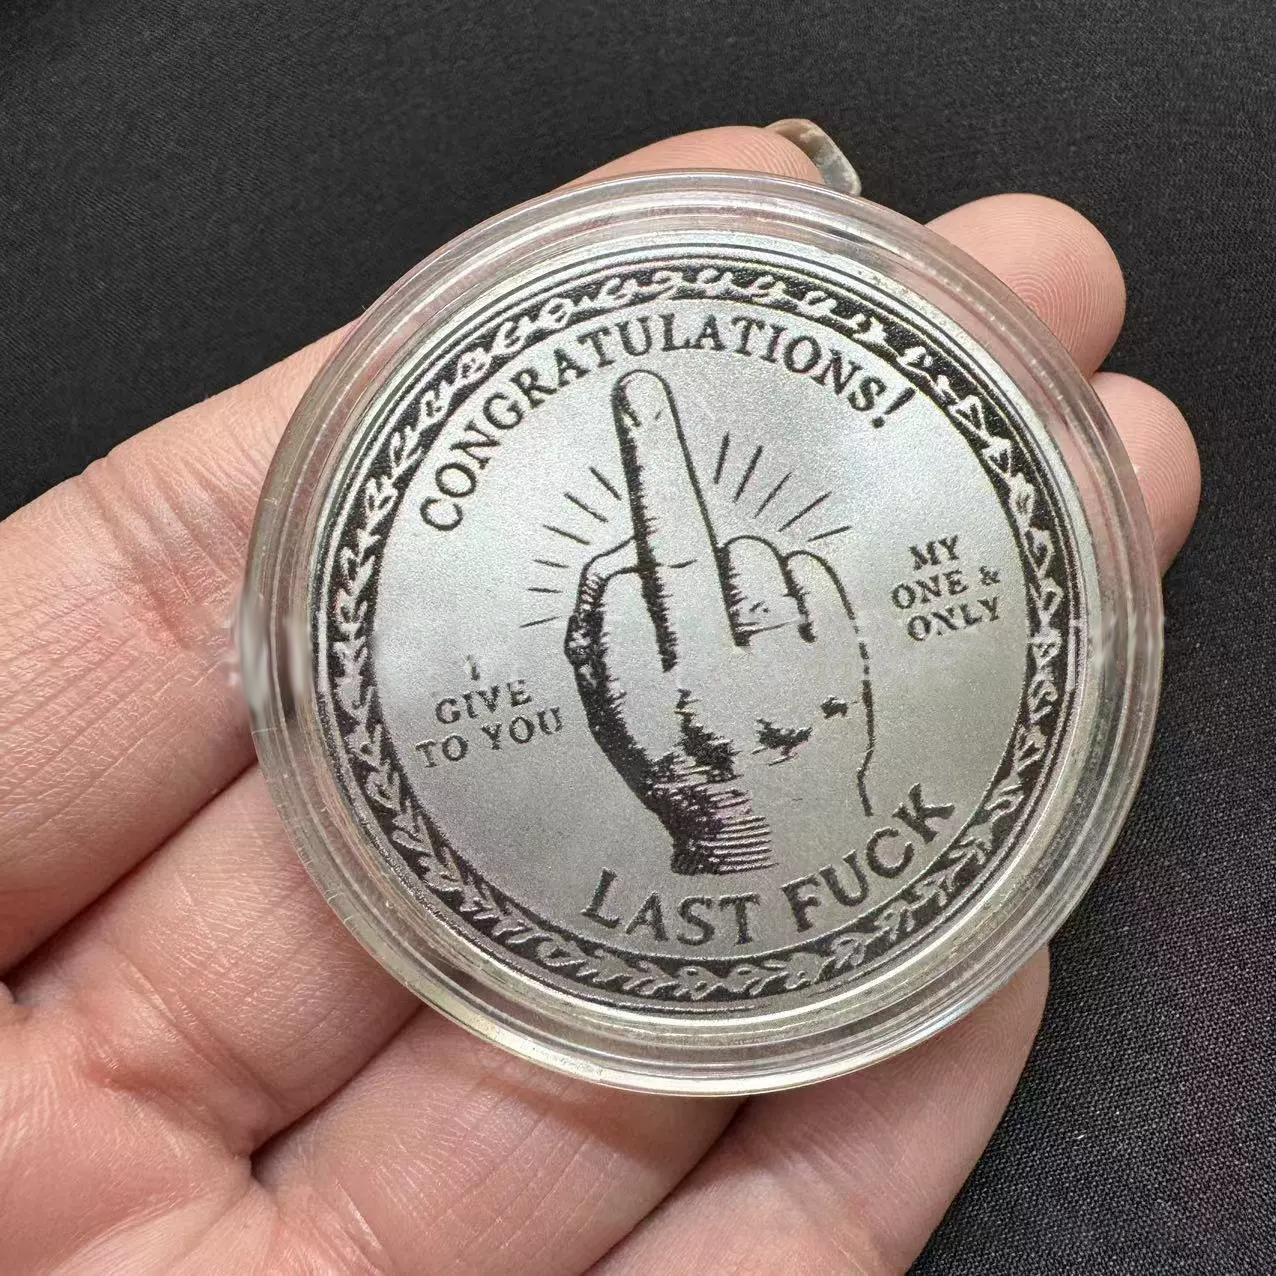 CONGRATULATIONS!
I
GIVE
TO YOU
MY
ONE &
ONLY
LAST FUCK